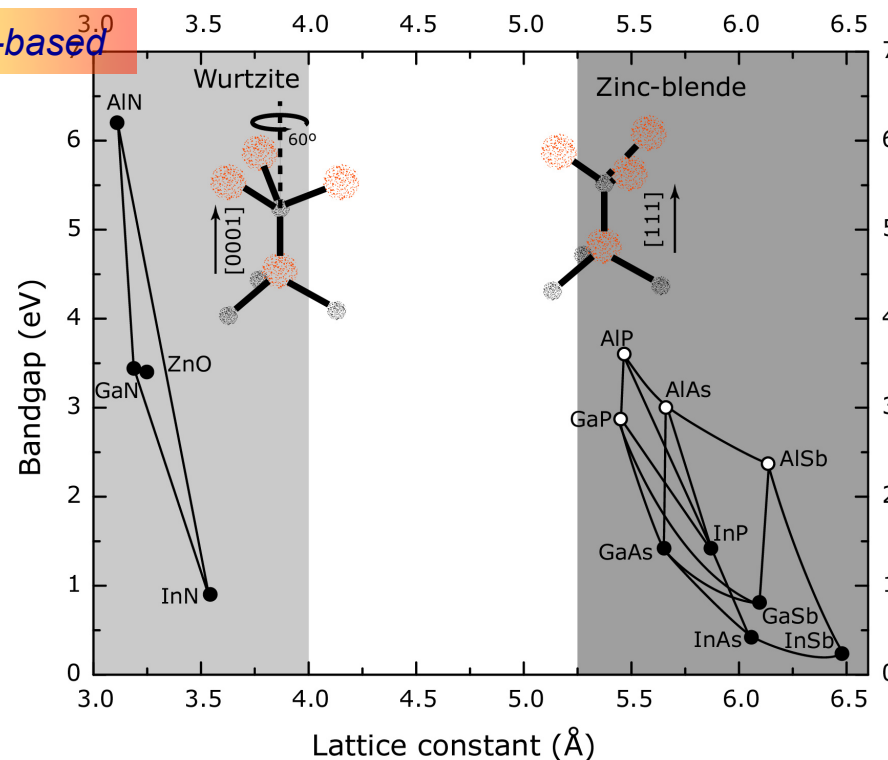 -based
3.0 3.5 4.0 4.5 5.0 5.5 6.0 6.5
Wurtzite
Zinc-blende
60º
[0001]
[111]
AlN
GaN
ZnO
InN
AlP
AlAs
GaP
AlSb
InP
GaAs
GaSb
InAs
InSb
Bandgap (eV)
6
5
4
3
2
1
0
3.0 3.5 4.0 4.5 5.0 5.5 6.0 6.5
Lattice constant (Å)